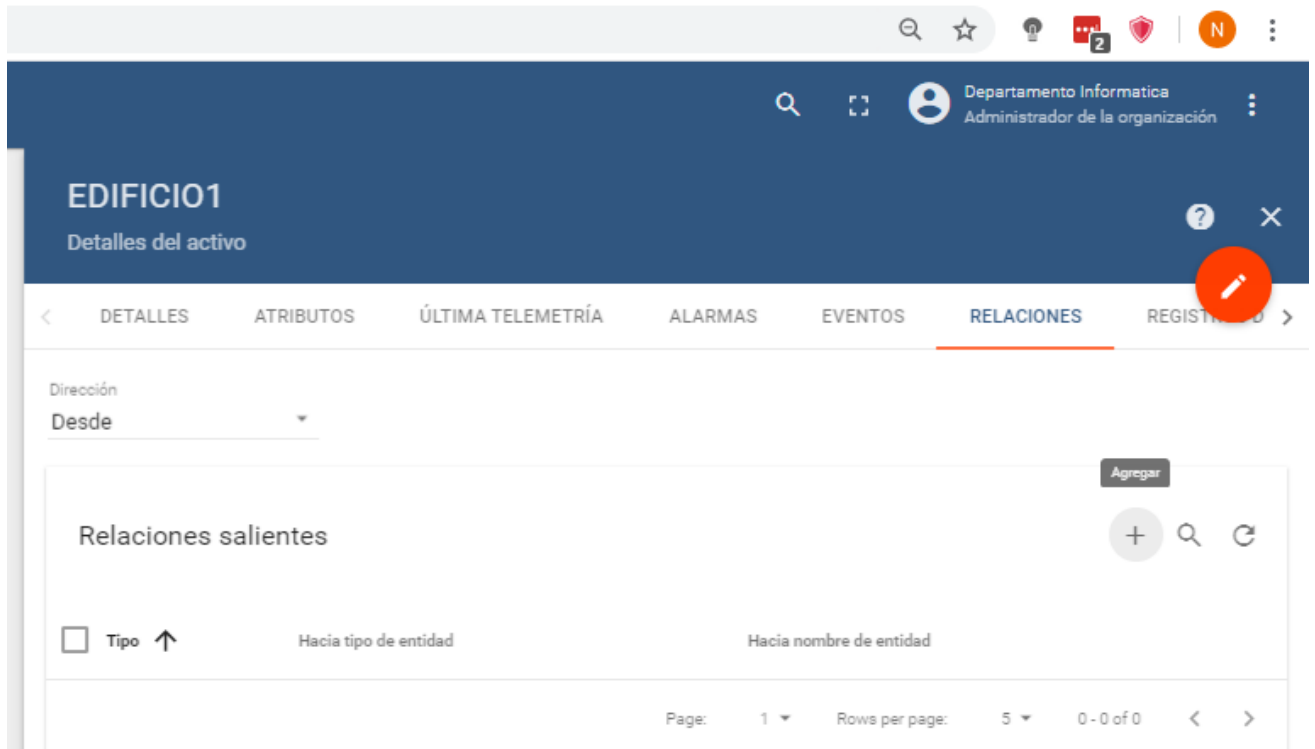 2
N
Departamento Informatica
Administrador de la organización
EDIFICIO1
Detalles del activo
DETALLES ATRIBUTOS ÚLTIMA TELEMETRÍA ALARMAS EVENTOS RELACIONES
Dirección
Desde
Agregar
Relaciones salientes
Tipo Hacia tipo de entidad Hacia nombre de entidad
Page: 1 Rows per page: 5 0 - 0 of 0